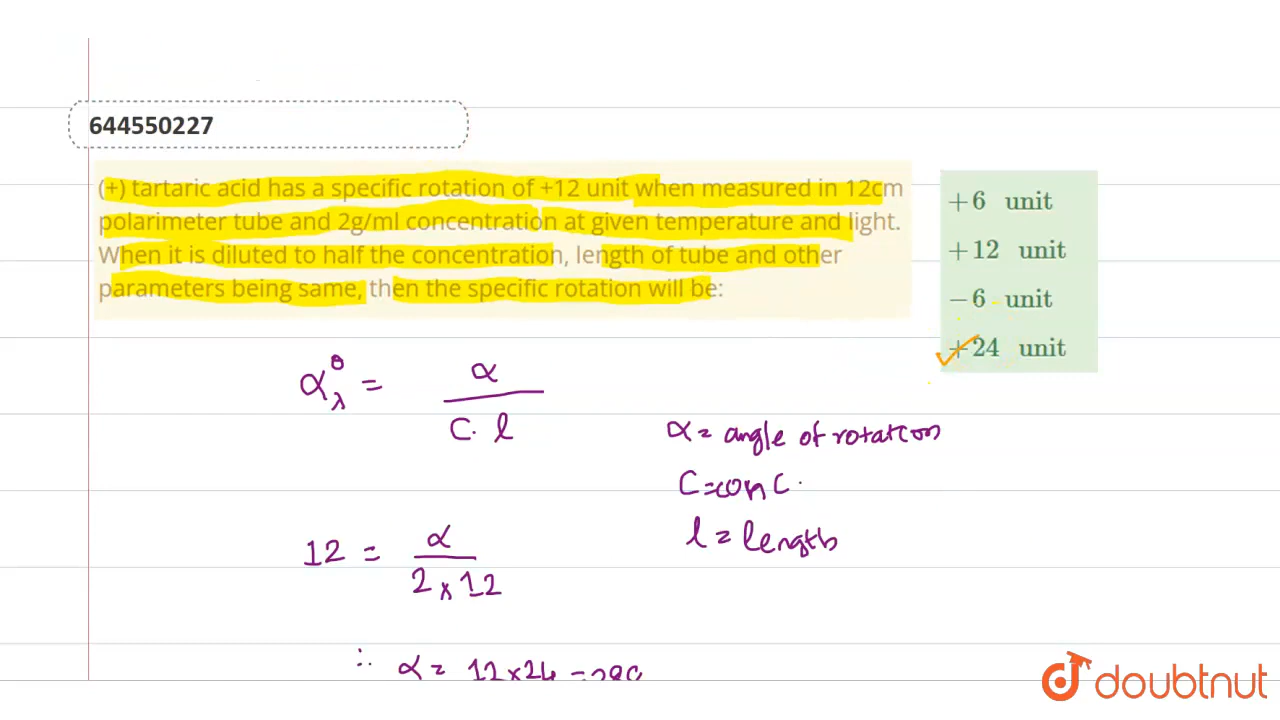 644550227
(+) tartaric acid has a specific rotation of +12 unit when measured in 12cm
polarimeter tube and 2g/ml concentration at given temperature and light.
When it is diluted to half the concentration, length of tube and other
parameters being same, then the specific rotation will be:
+6 unit
+12 unit
−6 unit
+24 unit
α θ λ = α / C. l
α = angle of rotation
C = conc.
l = length
12 = α / 2 × 12
∴ α = 12 × 24 =
doubtnut